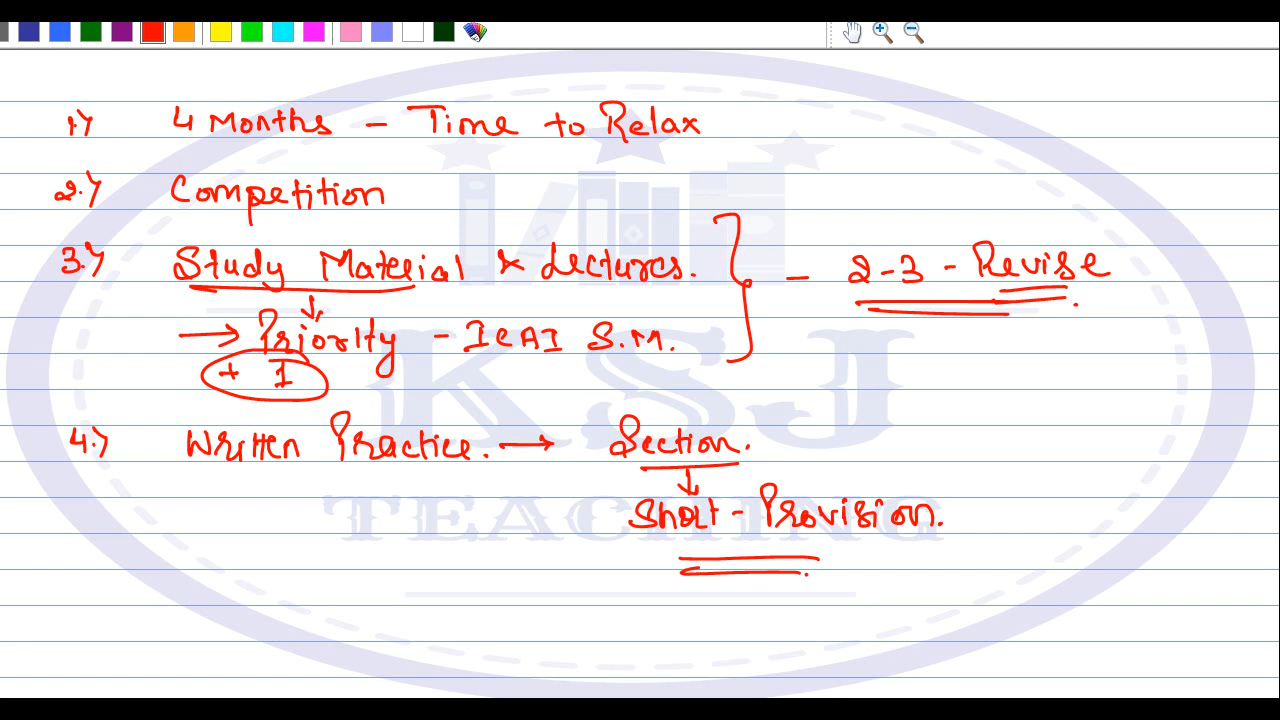 1.) 4 Months - Time to Relax
2.) Competition
3.) Study Material & Lectures. } - 2-3 - Revise
→ Priority - ICAI S.M.
+ 1
4.) Written Practice. → Section.
↓
Short - Provision.
KSJ
TEACHING